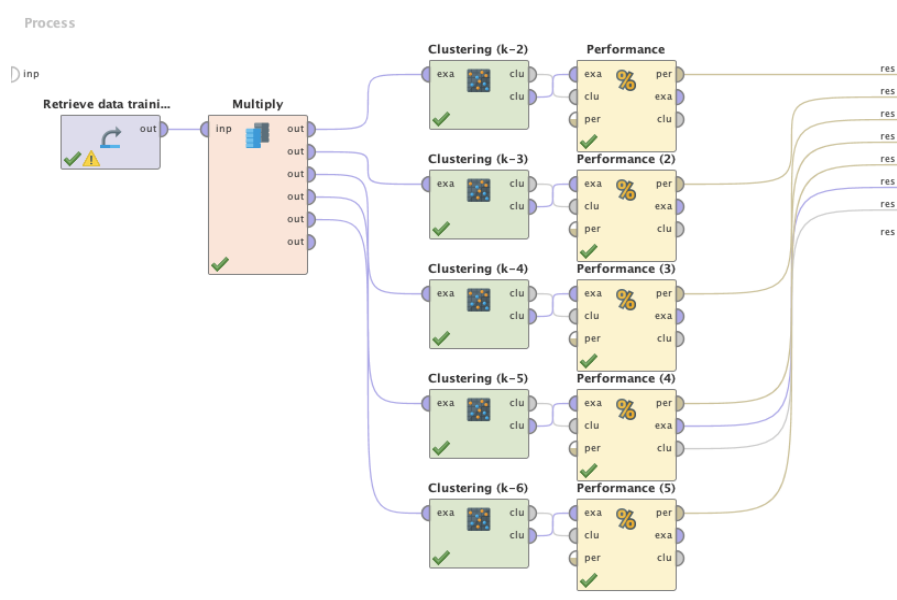 Process
inp
Retrieve data traini...
out
Multiply
inp out
out
out
out
out
out
Clustering (k-2)
exa clu
clu
Performance
exa per
clu exa
per clu
Clustering (k-3)
exa clu
clu
Performance (2)
exa per
clu exa
per clu
Clustering (k-4)
exa clu
clu
Performance (3)
exa per
clu exa
per clu
Clustering (k-5)
exa clu
clu
Performance (4)
exa per
clu exa
per clu
Clustering (k-6)
exa clu
clu
Performance (5)
exa per
clu exa
per clu
res
res
res
res
res
res
res
res